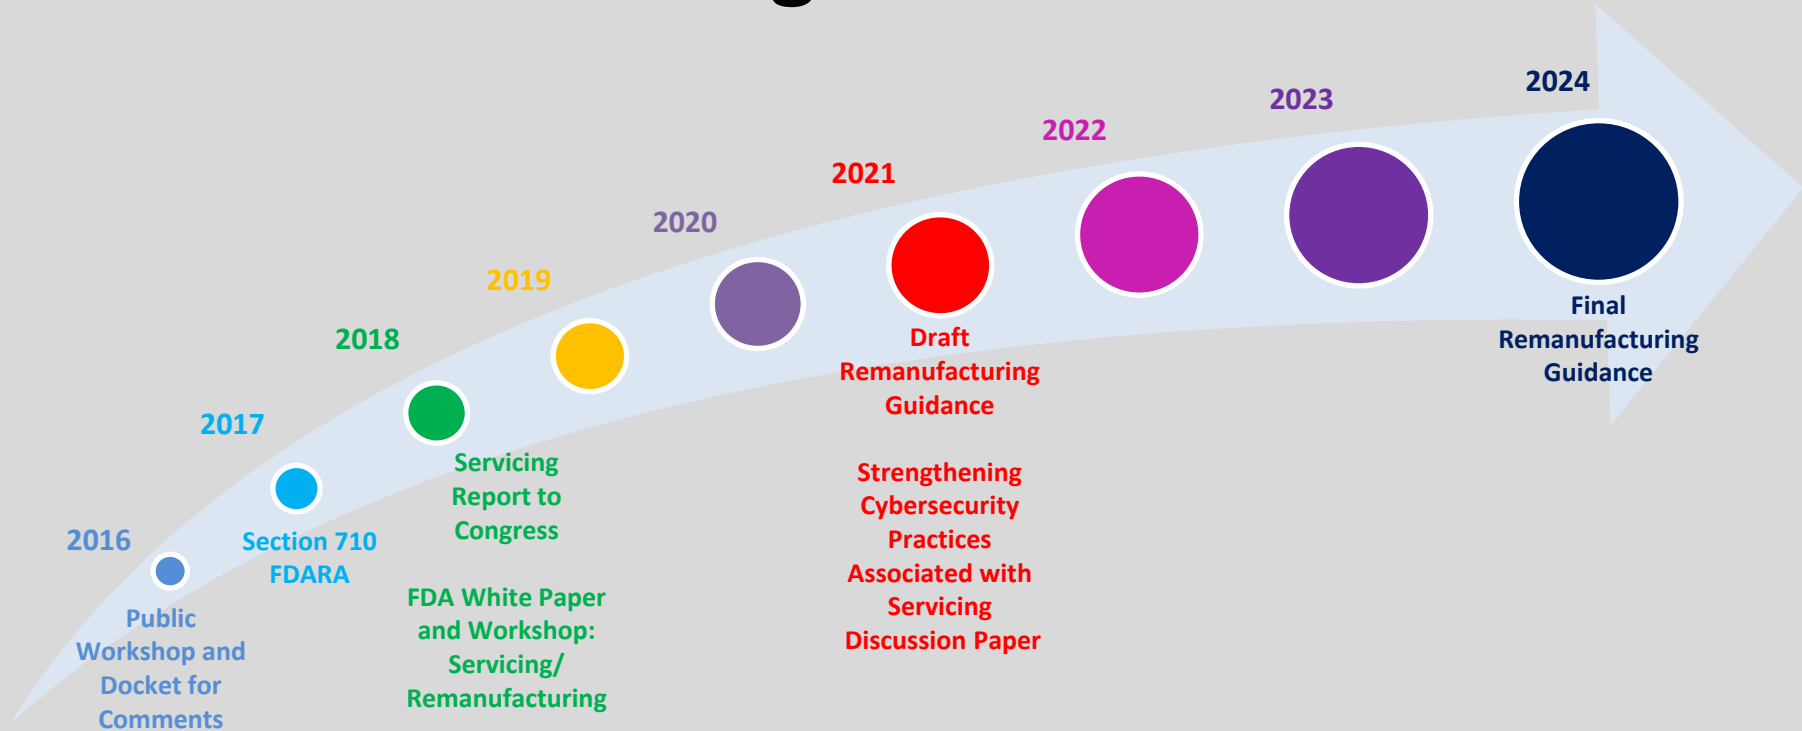 2016
Public
Workshop and
Docket for
Comments
2017
Section 710
FDARA
2018
Servicing
Report to
Congress
FDA White Paper
and Workshop:
Servicing/
Remanufacturing
2019
2020
2021
Draft
Remanufacturing
Guidance
Strengthening
Cybersecurity
Practices
Associated with
Servicing
Discussion Paper
2022
2023
2024
Final
Remanufacturing
Guidance